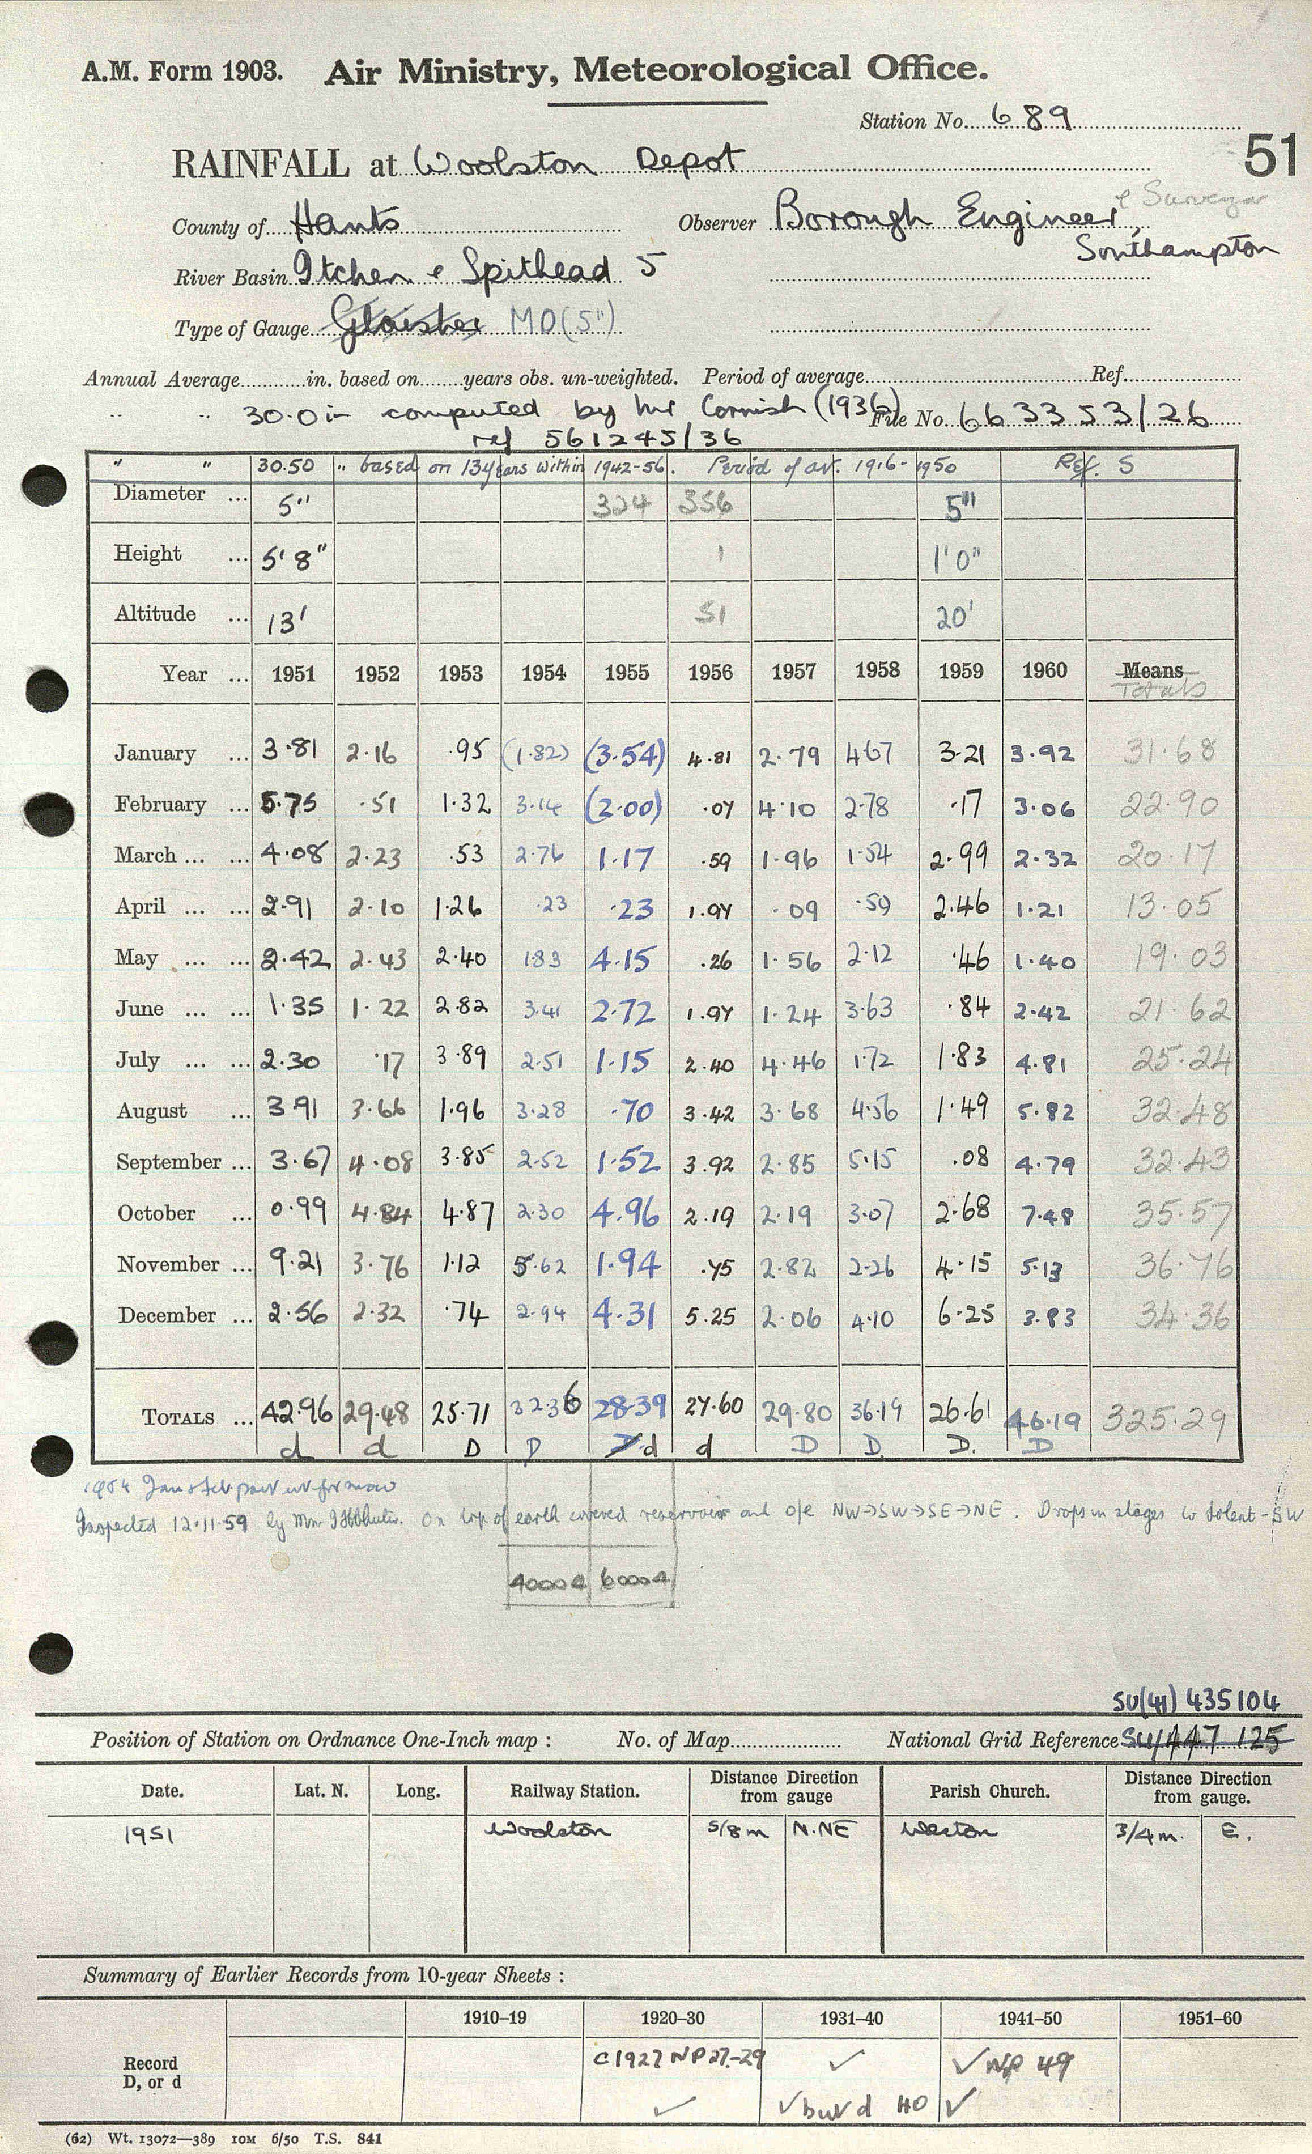 A.M. Form 1903. Air Ministry, Meteorological Office.
Station No. 689
51
RAINFALL at Woolston Depot
County of Hants Observer Borough Engineer & Surveyor,
Southampton
River Basin Itchen & Spithead 5
Type of Gauge Glaisher MO(5")
Annual Average in. based on years obs. un-weighted. Period of average Ref.
" " 30.0 in computed by Mr Cornish (1936) File No. 663353/26
ref 561245/36
" " 30.50 " based on 13 years within 1942-56. Period of av. 1916-1950 Ref. S
Diameter ... 5" 324 356 5"
Height ... 5'8" 1 1'0"
Altitude ... 13' 51 20'
Year ... 1951 1952 1953 1954 1955 1956 1957 1958 1959 1960 Means
Totals
January ... 3.81 2.16 .95 (1.82) (3.54) 4.81 2.79 4.67 3.21 3.92 31.68
February ... 5.75 .51 1.32 3.14 (2.00) .07 4.10 2.78 .17 3.06 22.90
March ... ... 4.08 2.23 .53 2.76 1.17 .59 1.96 1.54 2.99 2.32 20.17
April ... ... 2.91 2.10 1.26 .23 .23 1.97 .09 .59 2.46 1.21 13.05
May ... ... 2.42 2.43 2.40 1.83 4.15 .26 1.56 2.12 .46 1.40 19.03
June ... ... 1.35 1.22 2.82 3.41 2.72 1.97 1.24 3.63 .84 2.42 21.62
July ... ... 2.30 .17 3.89 2.51 1.15 2.40 4.46 1.72 1.83 4.81 25.24
August ... 3.91 3.66 1.96 3.28 .70 3.42 3.68 4.56 1.49 5.82 32.48
September ... 3.67 4.08 3.85 2.52 1.52 3.92 2.85 5.15 .08 4.79 32.43
October ... 0.99 4.84 4.87 2.30 4.96 2.19 2.19 3.07 2.68 7.48 35.57
November ... 9.21 3.76 1.12 5.62 1.94 .75 2.82 2.26 4.15 5.13 36.76
December ... 2.56 2.32 .74 2.94 4.31 5.25 2.06 4.10 6.25 3.83 34.36
TOTALS ... 42.96 29.48 25.71 32.36 28.39 27.60 29.80 36.19 26.61 46.19 325.29
d d D D D d d D D. D. D
1954 Jan & Feb
Inspected 12.11.59 by Mr. On top of earth covered reservoir and o/e NW→SW→SE→NE. Drops in stages to Solent - SW
4000 6000
SU(41) 435104
Position of Station on Ordnance One-Inch map : No. of Map National Grid Reference SU/447 125
Date. Lat. N. Long. Railway Station. Distance Direction from gauge Parish Church. Distance Direction from gauge.
1951 Woolston 5/8 m N.NE Weston 3/4 m. E.
Summary of Earlier Records from 10-year Sheets :
1910–19 1920–30 1931–40 1941–50 1951–60
Record D, or d
C1927 NP27-29 ✓ ✓ NP 49
✓ ✓ but d 40 ✓
(62) Wt. 13072—389 10M 6/50 T.S. 841